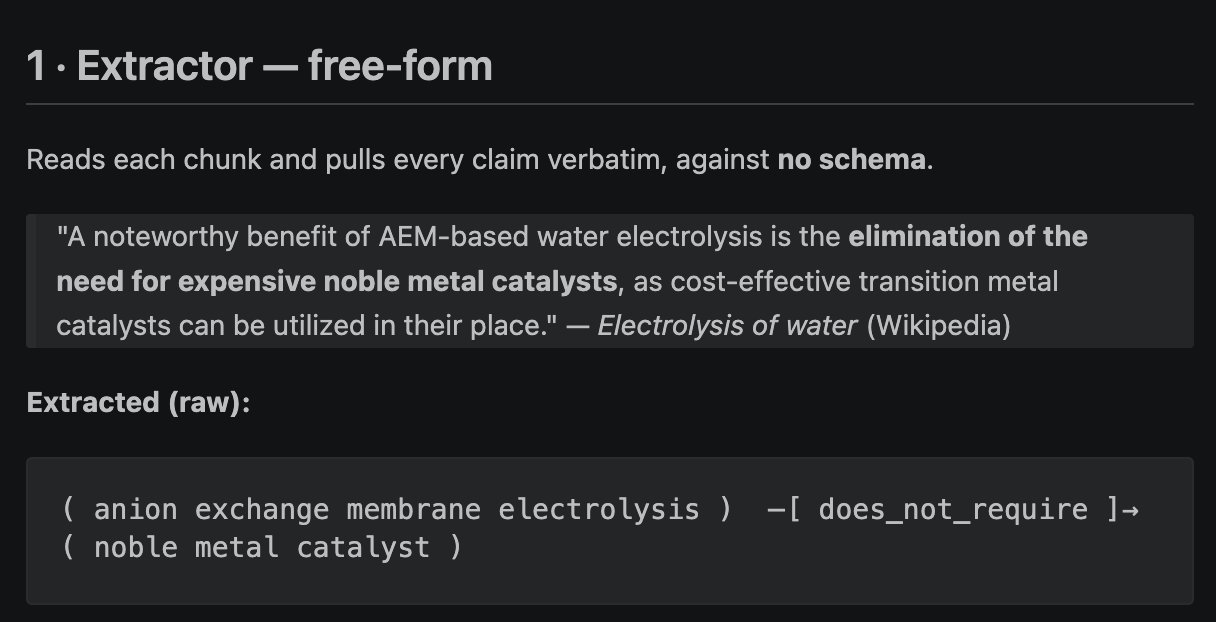 1 · Extractor — free-form
Reads each chunk and pulls every claim verbatim, against no schema.
"A noteworthy benefit of AEM-based water electrolysis is the elimination of the
need for expensive noble metal catalysts, as cost-effective transition metal
catalysts can be utilized in their place." — Electrolysis of water (Wikipedia)
Extracted (raw):
( anion exchange membrane electrolysis )  —[ does_not_require ]→
( noble metal catalyst )